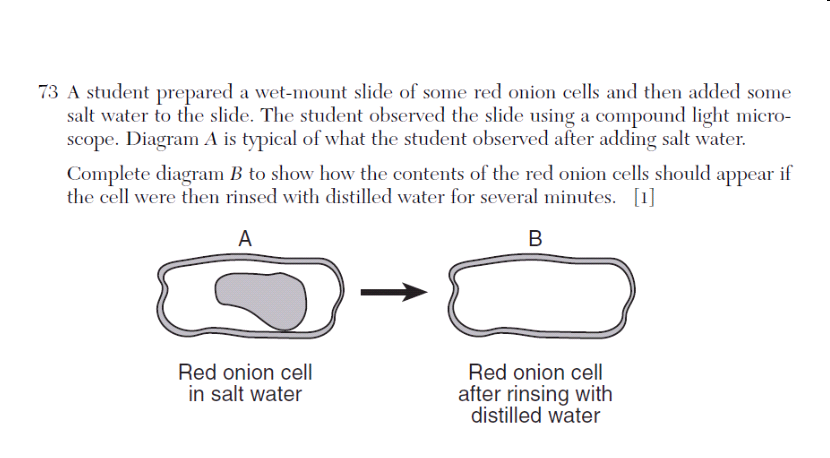 73 A student prepared a wet-mount slide of some red onion cells and then added some
salt water to the slide. The student observed the slide using a compound light micro-
scope. Diagram A is typical of what the student observed after adding salt water.
Complete diagram B to show how the contents of the red onion cells should appear if
the cell were then rinsed with distilled water for several minutes. [1]
A
B
Red onion cell
in salt water
Red onion cell
after rinsing with
distilled water